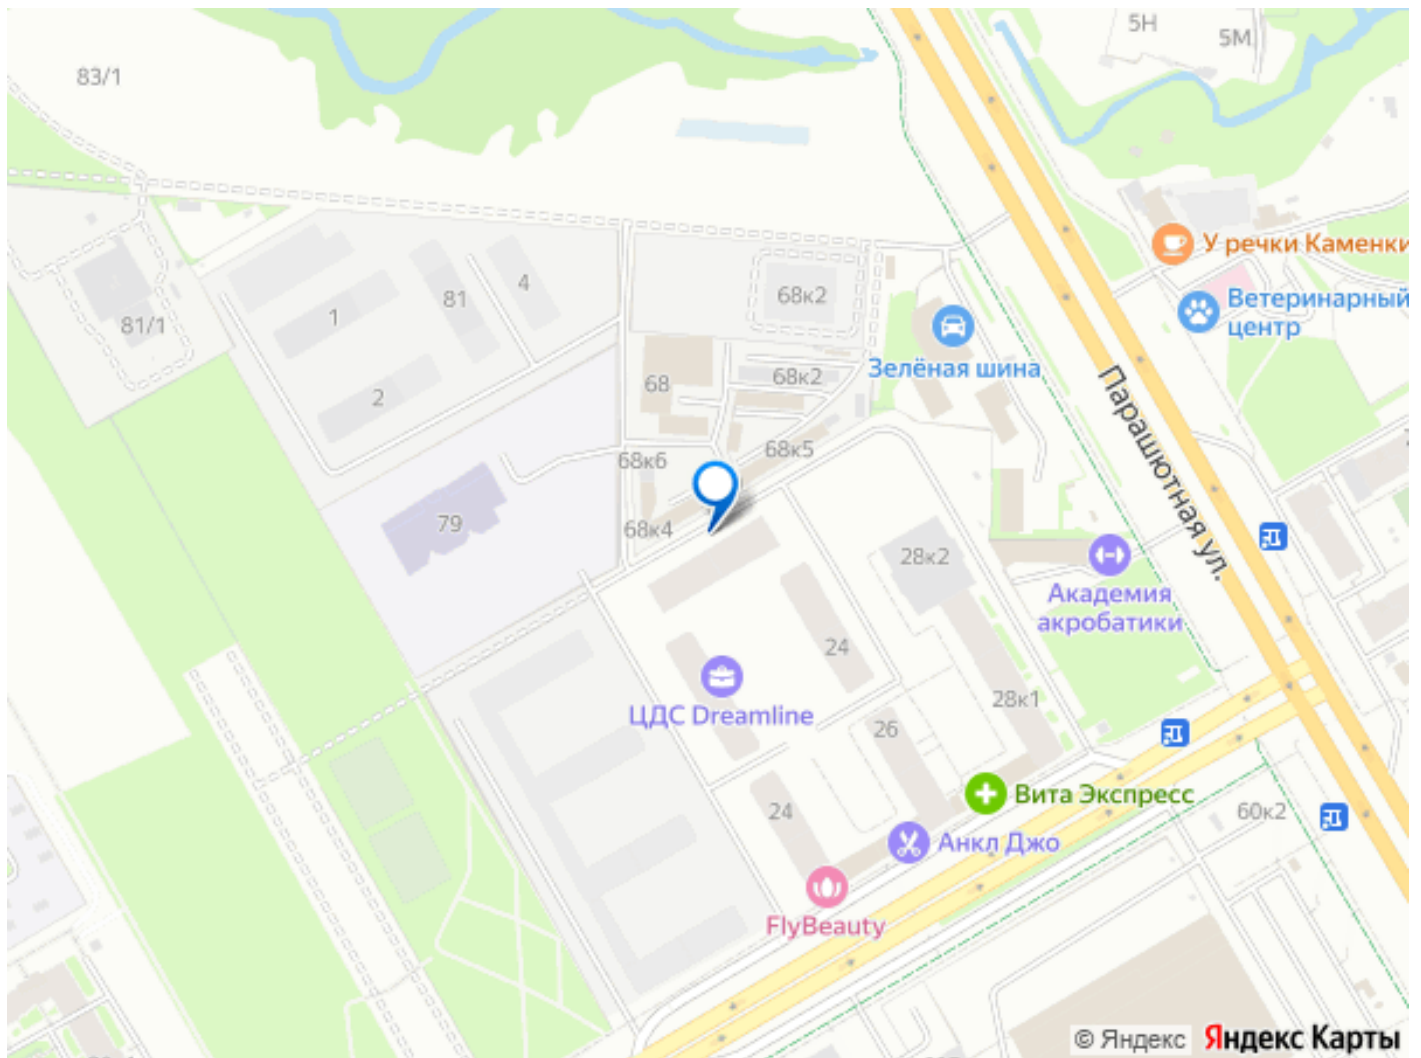 5Н
5М
83/1
У речки Каменки
Ветеринарный
центр
81/1
1
81
4
2
68к2
Зелёная шина
68
68к2
Парашютная ул.
68к5
68к6
68к4
79
28к2
Академия
акробатики
24
28к1
ЦДС Dreamline
26
24
Вита Экспресс
60к2
Анкл Джо
FlyBeauty
© Яндекс Яндекс Карты